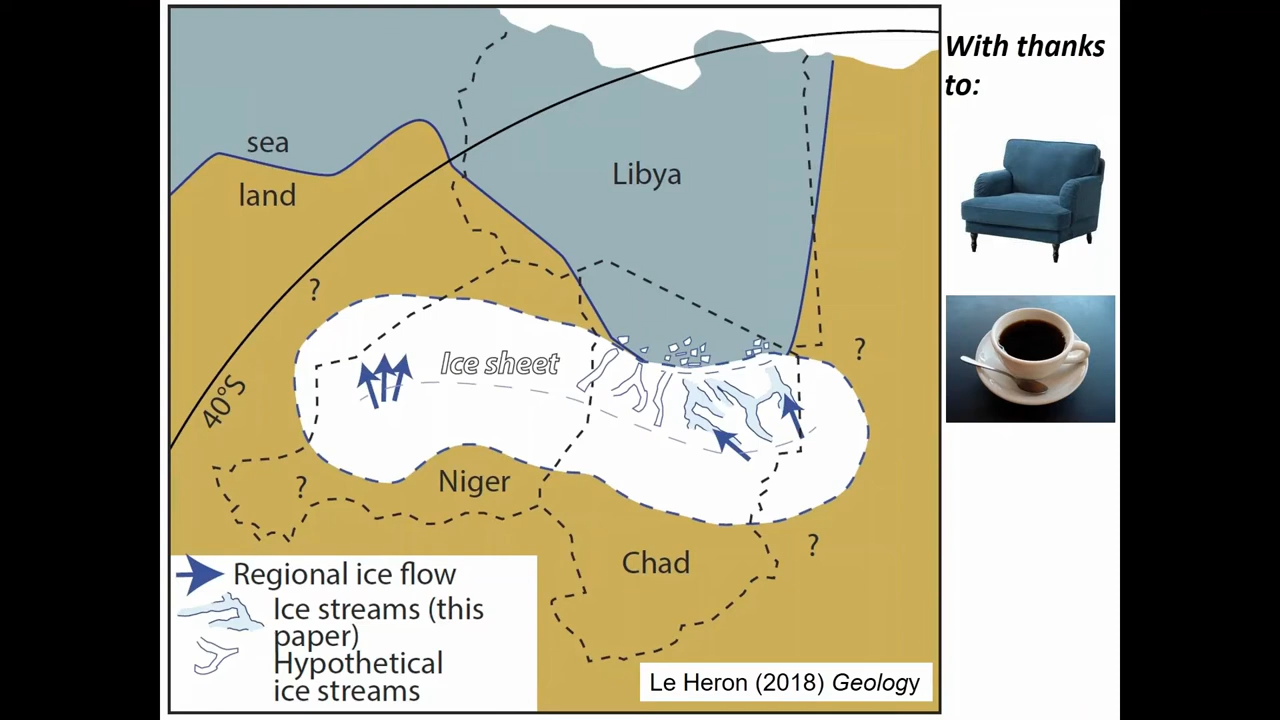 With thanks
to:
sea
land
Libya
?
Ice sheet
?
40°S
?
Niger
?
Chad
Regional ice flow
Ice streams (this
paper)
Hypothetical
ice streams
Le Heron (2018) Geology